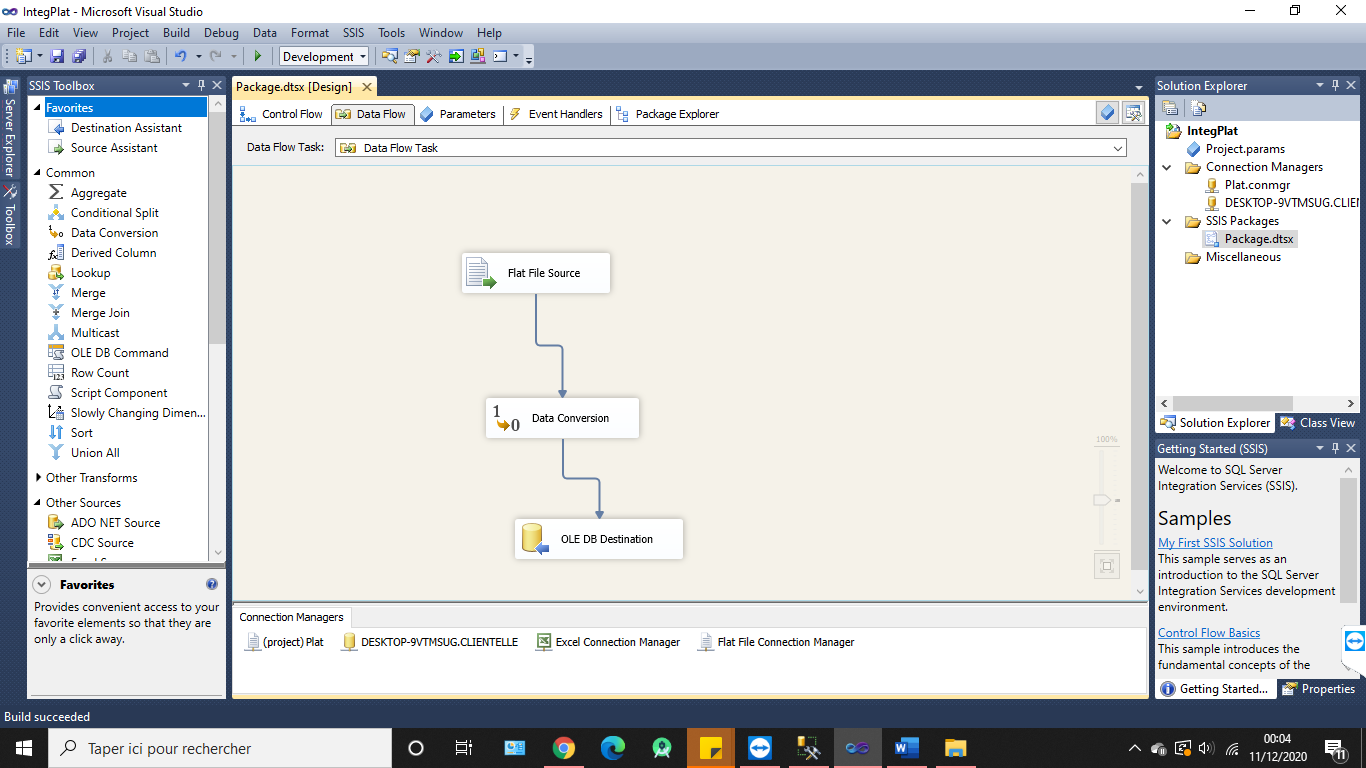 IntegPlat - Microsoft Visual Studio
File Edit View Project Build Debug Data Format SSIS Tools Window Help
Development
Server Explorer
Toolbox
SSIS Toolbox
Favorites
Destination Assistant
Source Assistant
Common
Aggregate
Conditional Split
Data Conversion
Derived Column
Lookup
Merge
Merge Join
Multicast
OLE DB Command
Row Count
Script Component
Slowly Changing Dimen...
Sort
Union All
Other Transforms
Other Sources
ADO NET Source
CDC Source
Favorites
Provides convenient access to your
favorite elements so that they are
only a click away.
Package.dtsx [Design]
Control Flow Data Flow Parameters Event Handlers Package Explorer
Data Flow Task: Data Flow Task
Flat File Source
Data Conversion
OLE DB Destination
100%
Connection Managers
(project) Plat DESKTOP-9VTMSUG.CLIENTELLE Excel Connection Manager Flat File Connection Manager
Solution Explorer
IntegPlat
Project.params
Connection Managers
Plat.conmgr
DESKTOP-9VTMSUG.CLIE
SSIS Packages
Package.dtsx
Miscellaneous
Solution Explorer Class View
Getting Started (SSIS)
Welcome to SQL Server
Integration Services (SSIS).
Samples
My First SSIS Solution
This sample serves as an
introduction to the SQL Server
Integration Services development
environment.
Control Flow Basics
This sample introduces the
fundamental concepts of the
Getting Started... Properties
Build succeeded
Taper ici pour rechercher
00:04
11/12/2020
11